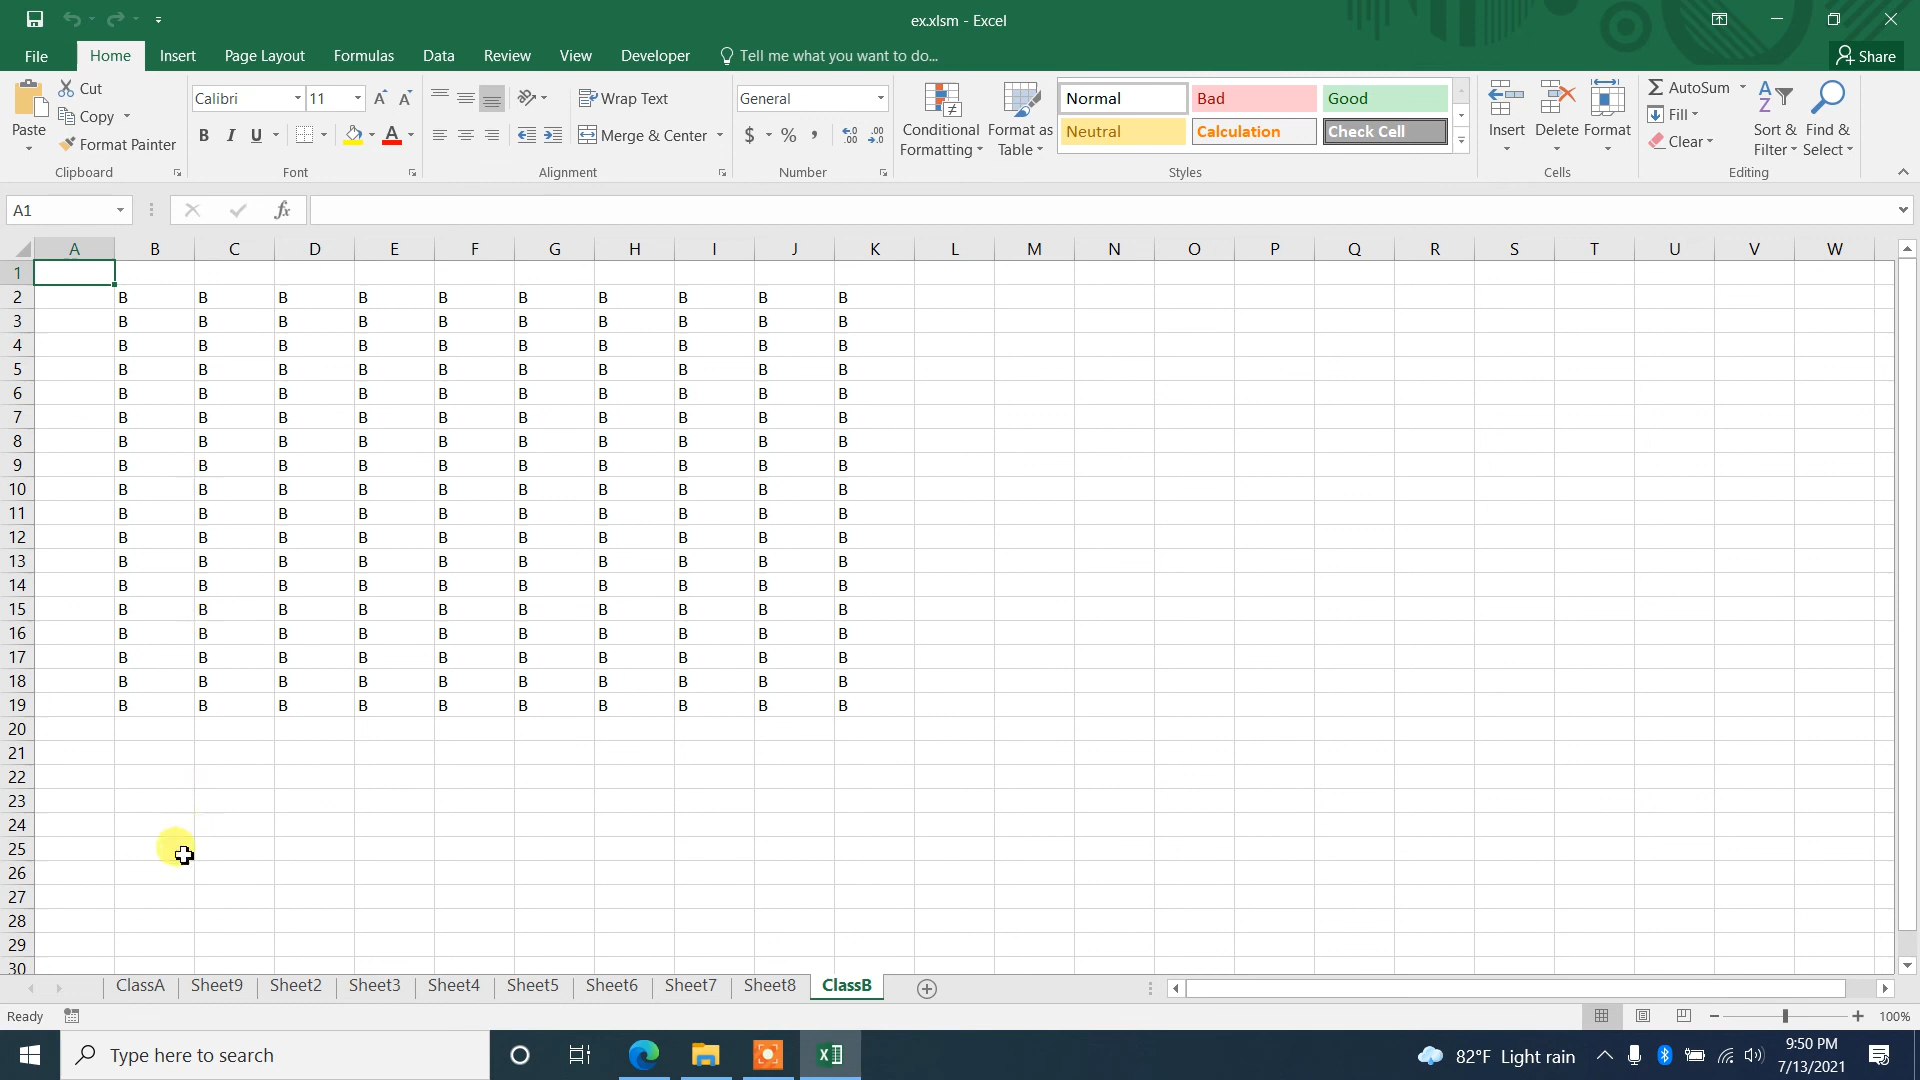 ex.xlsm - Excel
File Home Insert Page Layout Formulas Data Review View Developer Tell me what you want to do... Share
Paste Cut Copy Format Painter Clipboard
Calibri 11 B I U A Font
Wrap Text Merge & Center Alignment
General $ % , Number
Conditional Formatting Format as Table Normal Bad Good Neutral Calculation Check Cell Styles
Insert Delete Format Cells
AutoSum Fill Clear Sort & Filter Find & Select Editing
A1 fx
A B C D E F G H I J K L M N O P Q R S T U V W
1
2 B B B B B B B B B B
3 B B B B B B B B B B
4 B B B B B B B B B B
5 B B B B B B B B B B
6 B B B B B B B B B B
7 B B B B B B B B B B
8 B B B B B B B B B B
9 B B B B B B B B B B
10 B B B B B B B B B B
11 B B B B B B B B B B
12 B B B B B B B B B B
13 B B B B B B B B B B
14 B B B B B B B B B B
15 B B B B B B B B B B
16 B B B B B B B B B B
17 B B B B B B B B B B
18 B B B B B B B B B B
19 B B B B B B B B B B
20
21
22
23
24
25
26
27
28
29
30
ClassA Sheet9 Sheet2 Sheet3 Sheet4 Sheet5 Sheet6 Sheet7 Sheet8 ClassB
Ready 100%
Type here to search 82°F Light rain 9:50 PM
7/13/2021